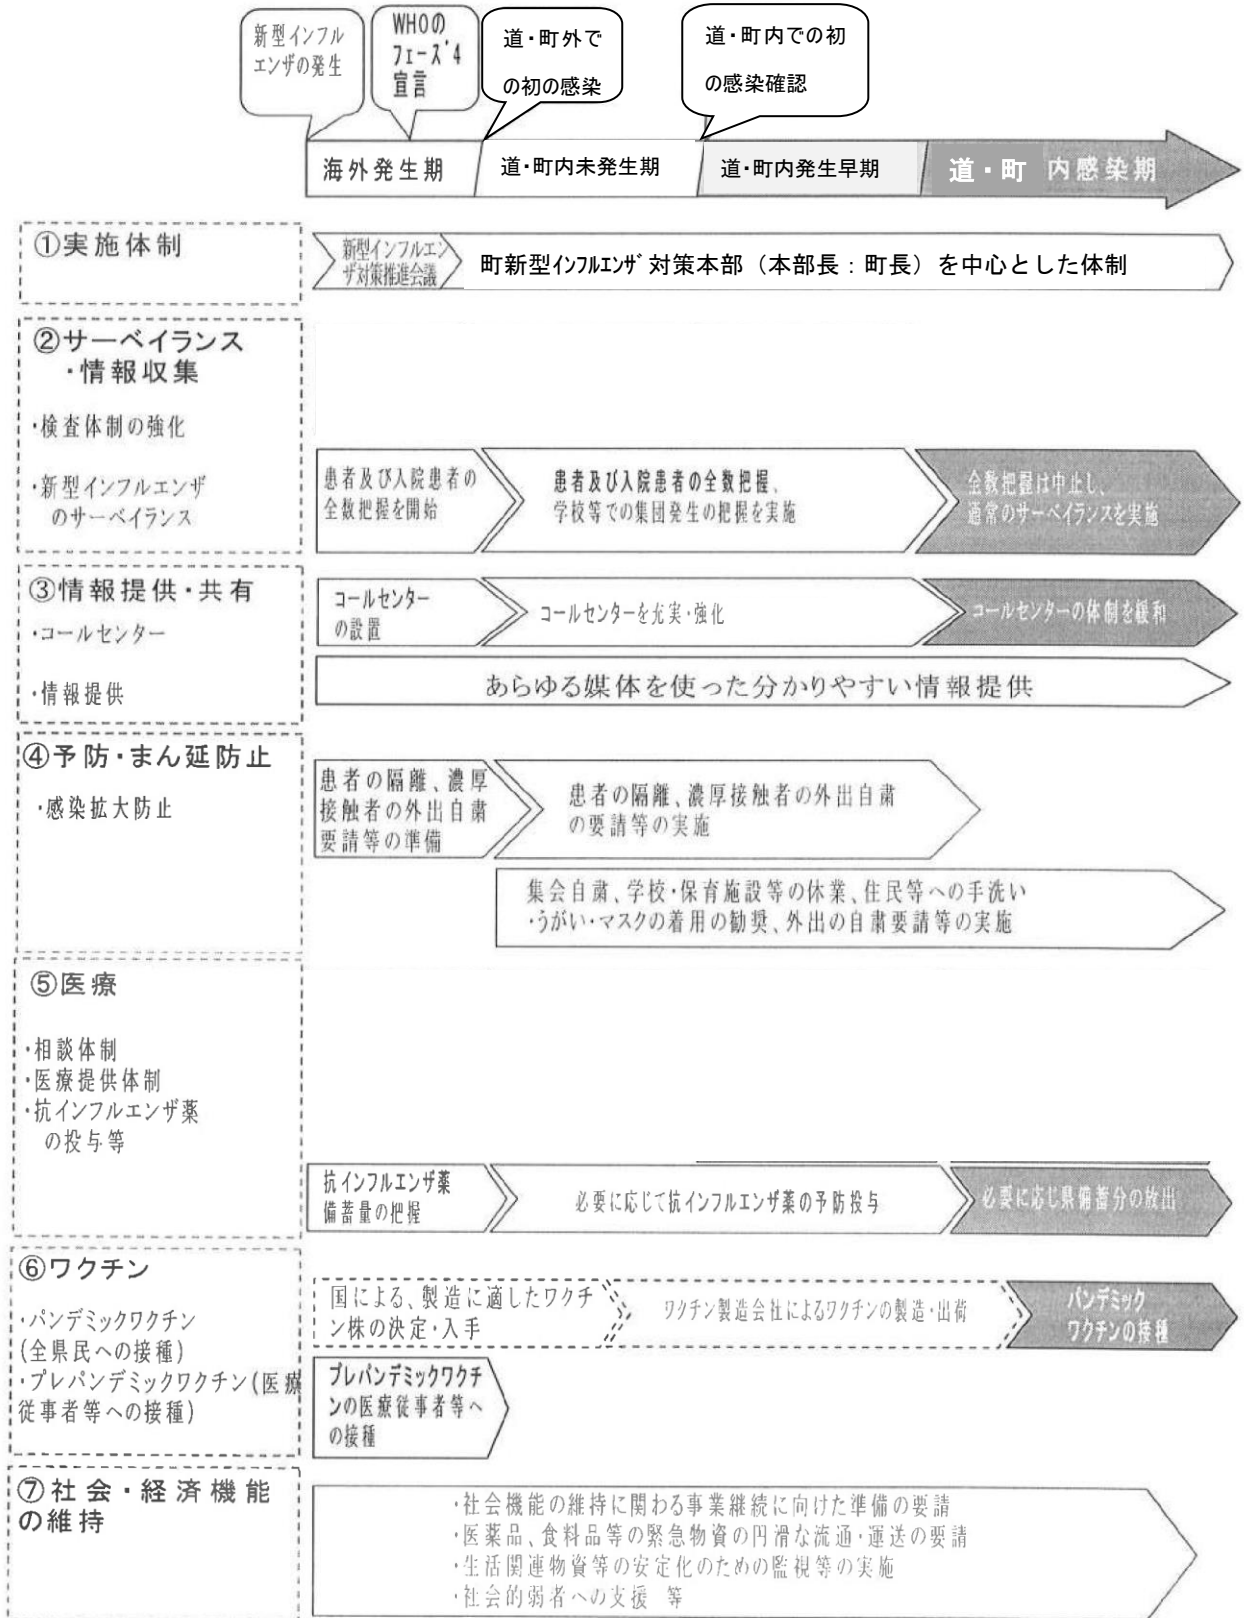 新型インフル
エンザの発生
WHOの
フェーズ4
宣言
道・町外で
の初の感染
道・町内での初
の感染確認
海外発生期
道・町内未発生期
道・町内発生早期
道・町 内感染期
①実施体制
新型インフルエン
ザ対策推進会議
町新型インフルエンザ対策本部（本部長：町長）を中心とした体制
②サーベイランス
・情報収集
・検査体制の強化
・新型インフルエンザ
のサーベイランス
患者及び入院患者の
全数把握を開始
患者及び入院患者の全数把握、
学校等での集団発生の把握を実施
全数把握は中止し、
通常のサーベイランスを実施
③情報提供・共有
・コールセンター
・情報提供
コールセンター
の設置
コールセンターを充実・強化
コールセンターの体制を緩和
あらゆる媒体を使った分かりやすい情報提供
④予防・まん延防止
・感染拡大防止
患者の隔離、濃厚
接触者の外出自粛
要請等の準備
患者の隔離、濃厚接触者の外出自粛
の要請等の実施
集会自粛、学校・保育施設等の休業、住民等への手洗い
・うがい・マスクの着用の勧奨、外出の自粛要請等の実施
⑤医療
・相談体制
・医療提供体制
・抗インフルエンザ薬
の投与等
抗インフルエンザ薬
備蓄量の把握
必要に応じて抗インフルエンザ薬の予防投与
必要に応じ県備蓄分の放出
⑥ワクチン
・パンデミックワクチン
(全県民への接種)
・プレパンデミックワクチン(医療
従事者等への接種)
国による、製造に適したワクチ
ン株の決定・入手
ワクチン製造会社によるワクチンの製造・出荷
パンデミック
ワクチンの接種
プレパンデミックワクチ
ンの医療従事者等へ
の接種
⑦社会・経済機能
の維持
・社会機能の維持に関わる事業継続に向けた準備の要請
・医薬品、食料品等の緊急物資の円滑な流通・運送の要請
・生活関連物資等の安定化のための監視等の実施
・社会的弱者への支援 等